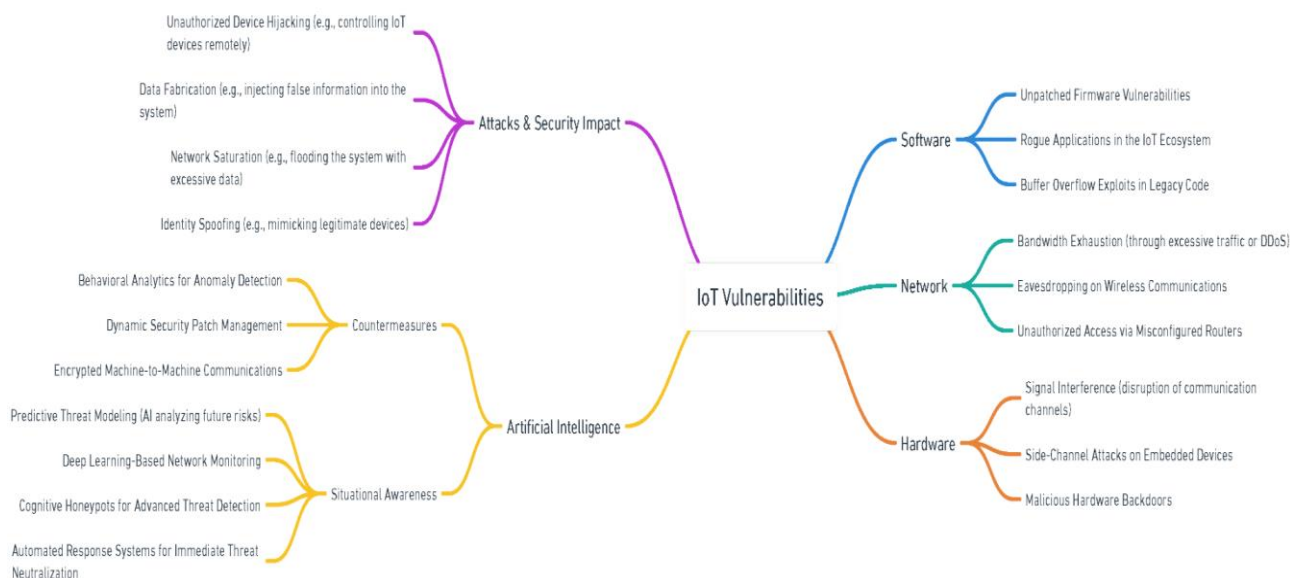 Unauthorized Device Hijacking (e.g., controlling IoT
devices remotely)
Data Fabrication (e.g., injecting false information into the
system)
Network Saturation (e.g., flooding the system with
excessive data)
Identity Spoofing (e.g., mimicking legitimate devices)
Attacks & Security Impact
Behavioral Analytics for Anomaly Detection
Dynamic Security Patch Management
Encrypted Machine-to-Machine Communications
Countermeasures
Predictive Threat Modeling (AI analyzing future risks)
Deep Learning-Based Network Monitoring
Cognitive Honeypots for Advanced Threat Detection
Automated Response Systems for Immediate Threat
Neutralization
Situational Awareness
Artificial Intelligence
IoT Vulnerabilities
Software
Unpatched Firmware Vulnerabilities
Rogue Applications in the IoT Ecosystem
Buffer Overflow Exploits in Legacy Code
Network
Bandwidth Exhaustion (through excessive traffic or DDoS)
Eavesdropping on Wireless Communications
Unauthorized Access via Misconfigured Routers
Hardware
Signal Interference (disruption of communication
channels)
Side-Channel Attacks on Embedded Devices
Malicious Hardware Backdoors